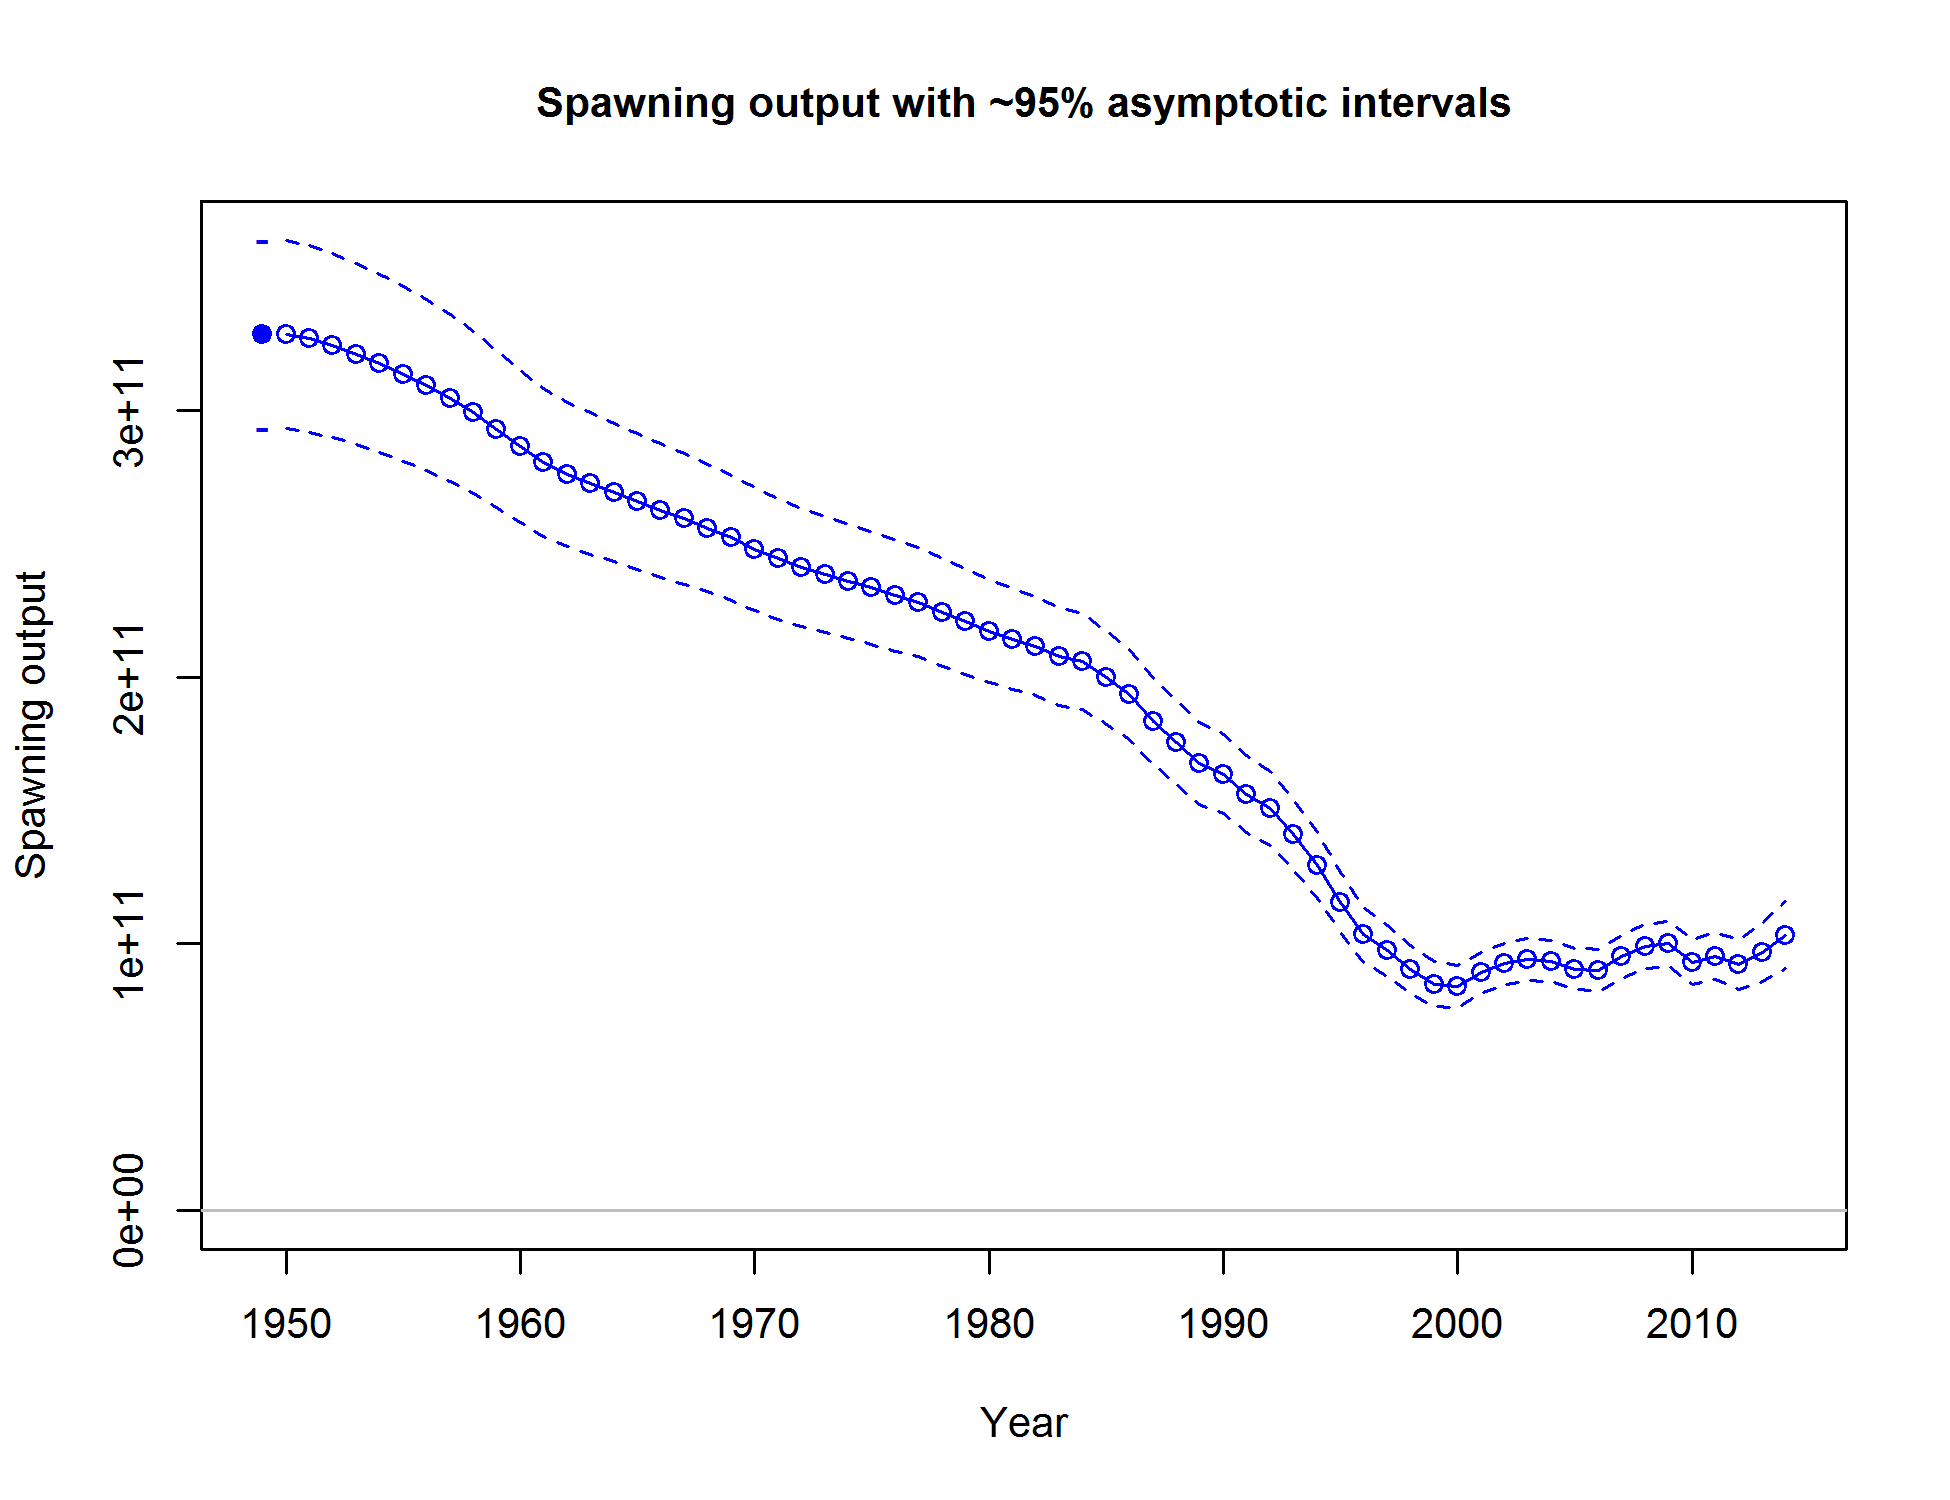 Spawning output with ~95% asymptotic intervals
Spawning output
3e+11
2e+11
1e+11
0e+00
1950 1960 1970 1980 1990 2000 2010
Year